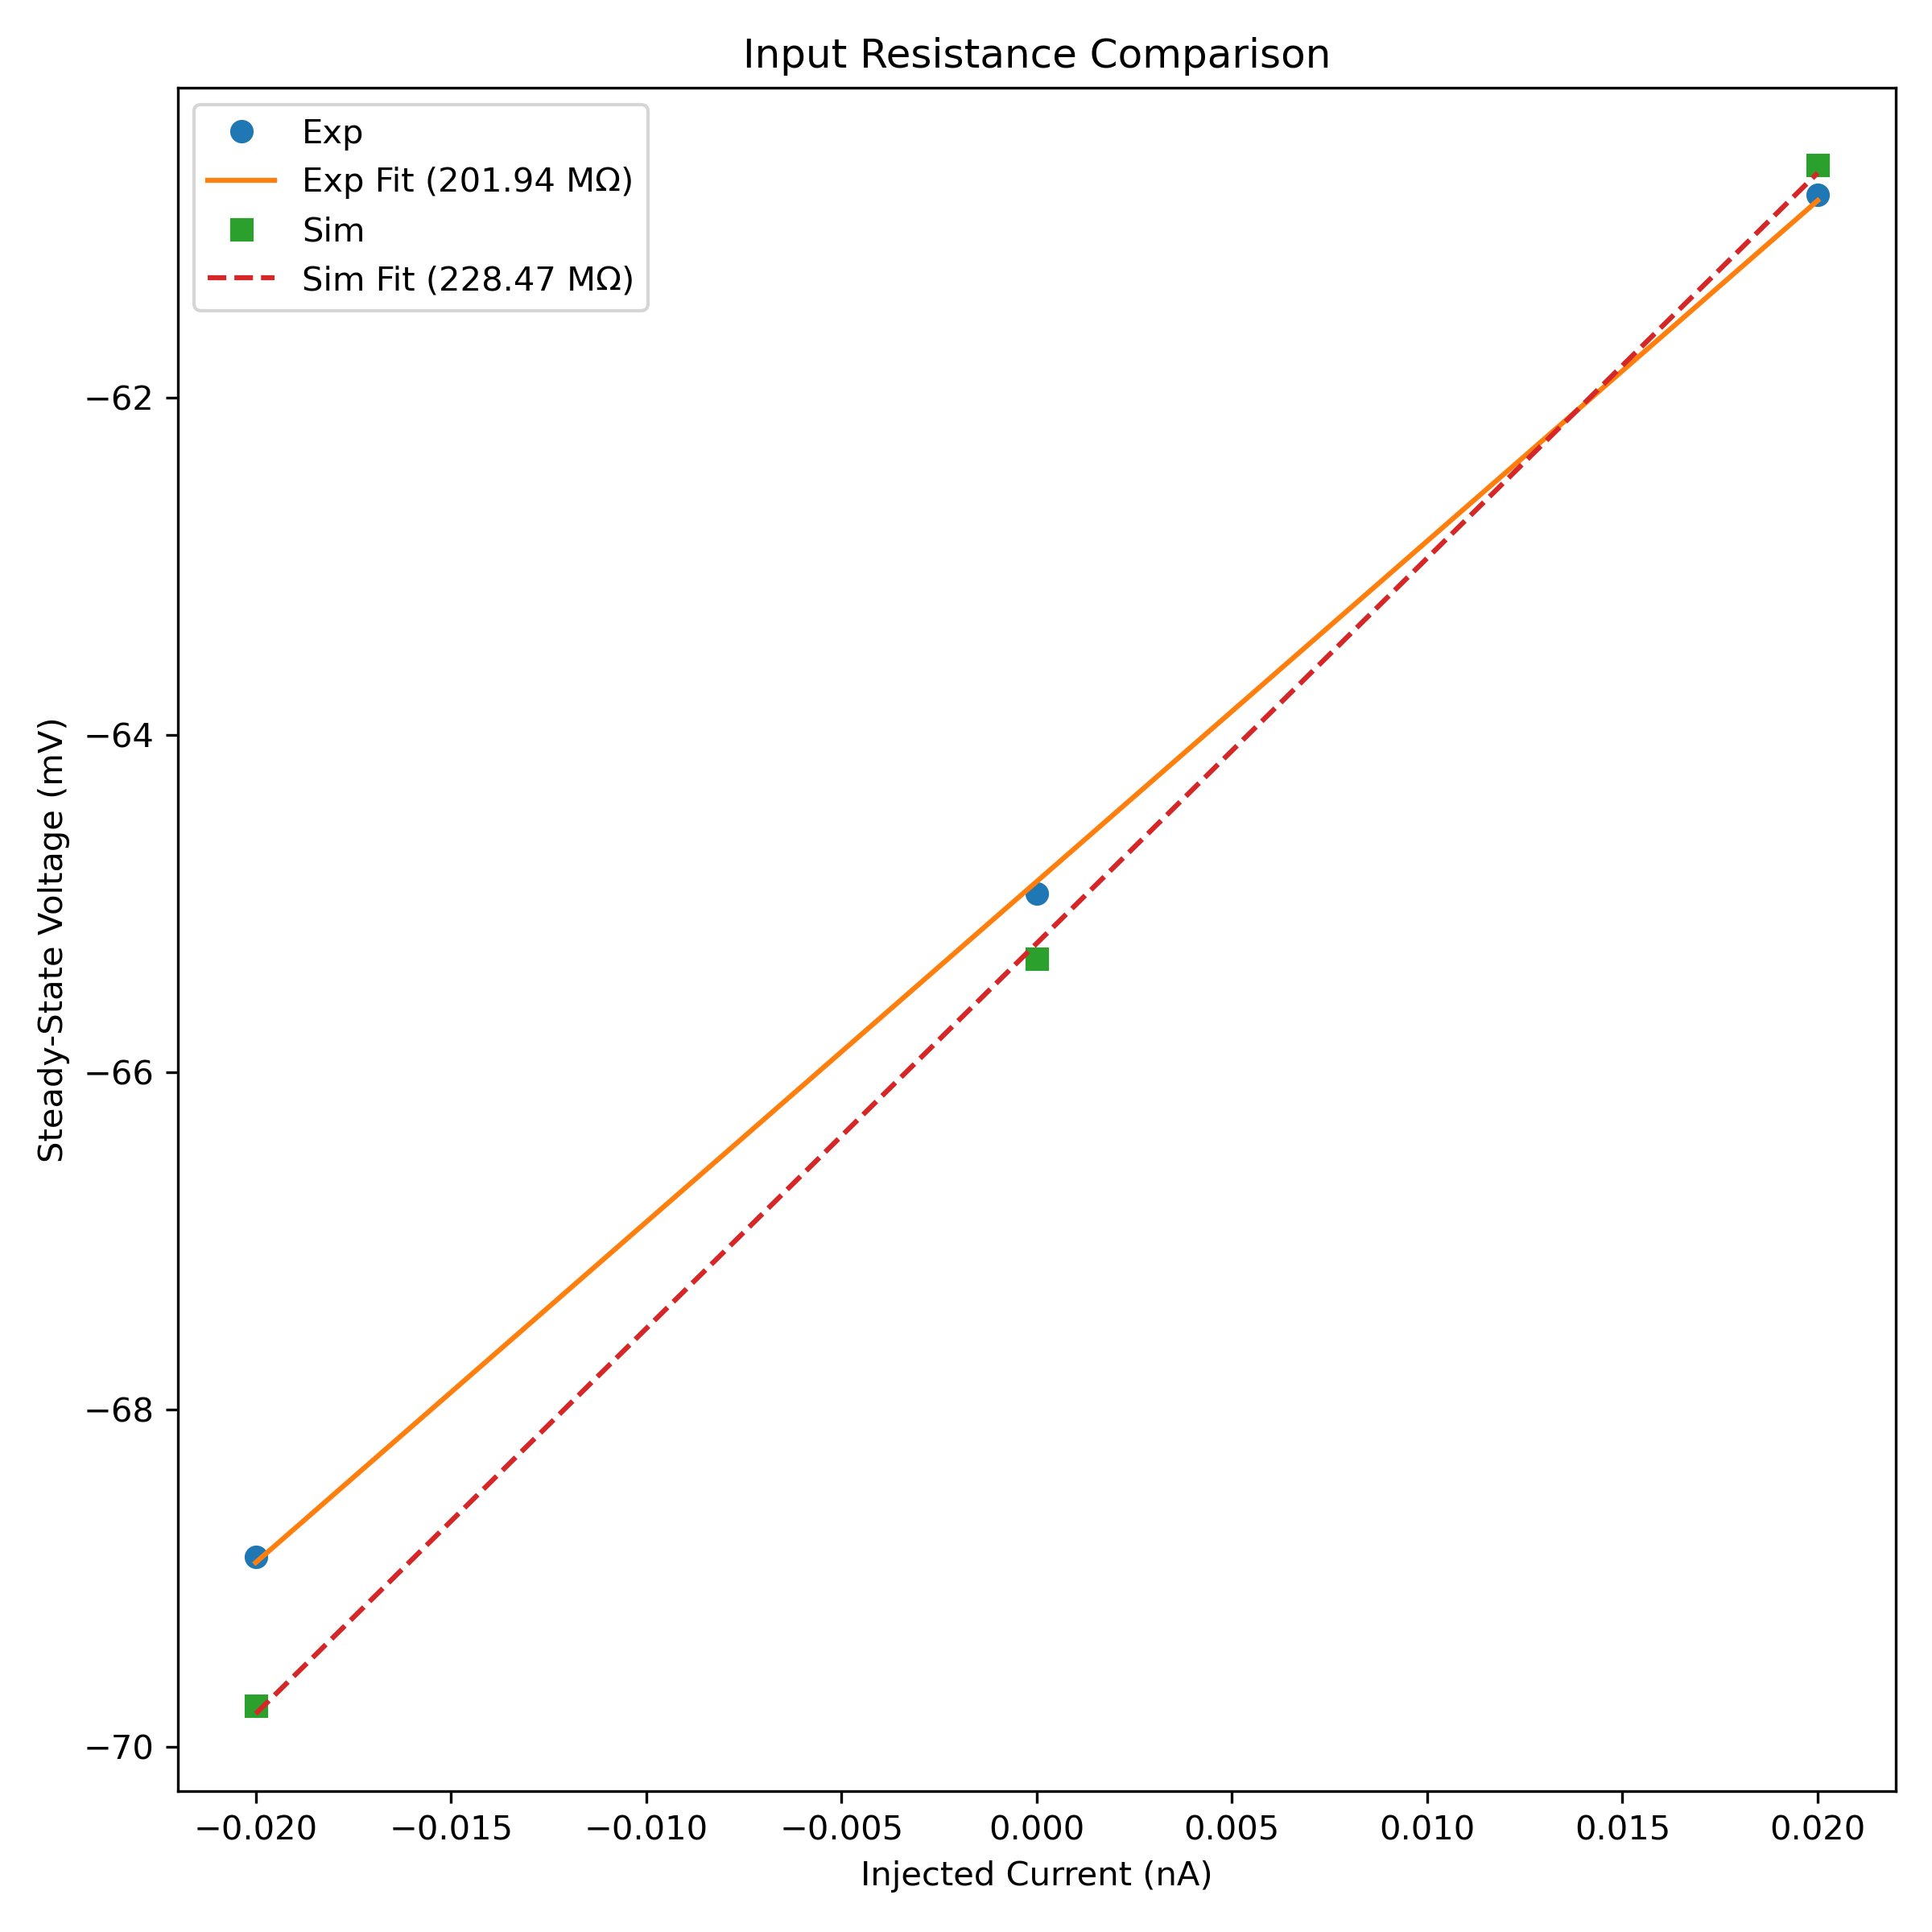 Input Resistance Comparison
Exp
Exp Fit (201.94 MΩ)
Sim
Sim Fit (228.47 MΩ)
−62
−64
−66
−68
−70
Steady-State Voltage (mV)
−0.020 −0.015 −0.010 −0.005 0.000 0.005 0.010 0.015 0.020
Injected Current (nA)